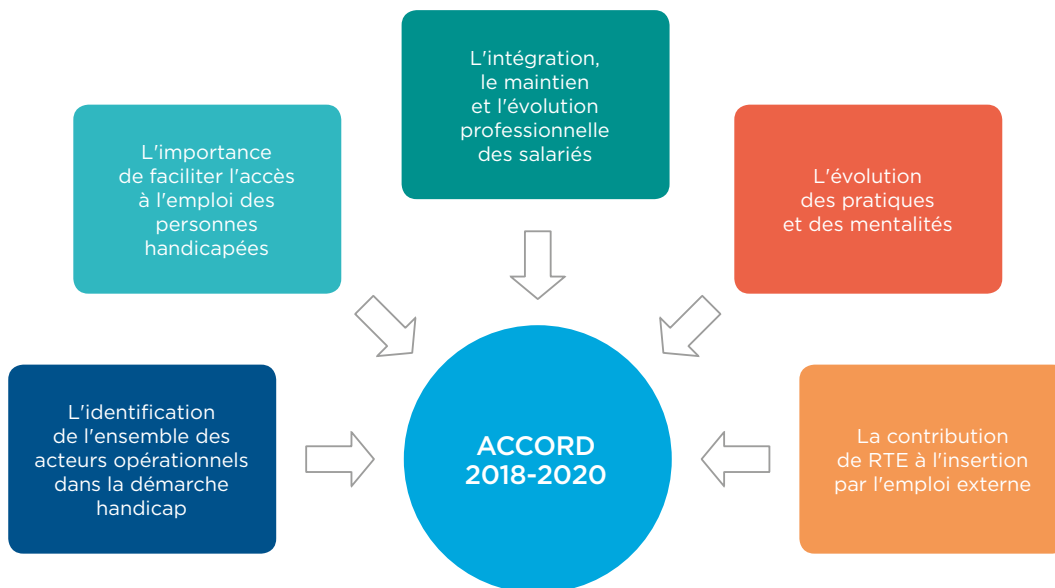 L'intégration,
le maintien
et l'évolution
professionnelle
des salariés
L'importance
de faciliter l'accès
à l'emploi des
personnes
handicapées
L'évolution
des pratiques
et des mentalités
L'identification
de l'ensemble des
acteurs opérationnels
dans la démarche
handicap
ACCORD
2018-2020
La contribution
de RTE à l'insertion
par l'emploi externe